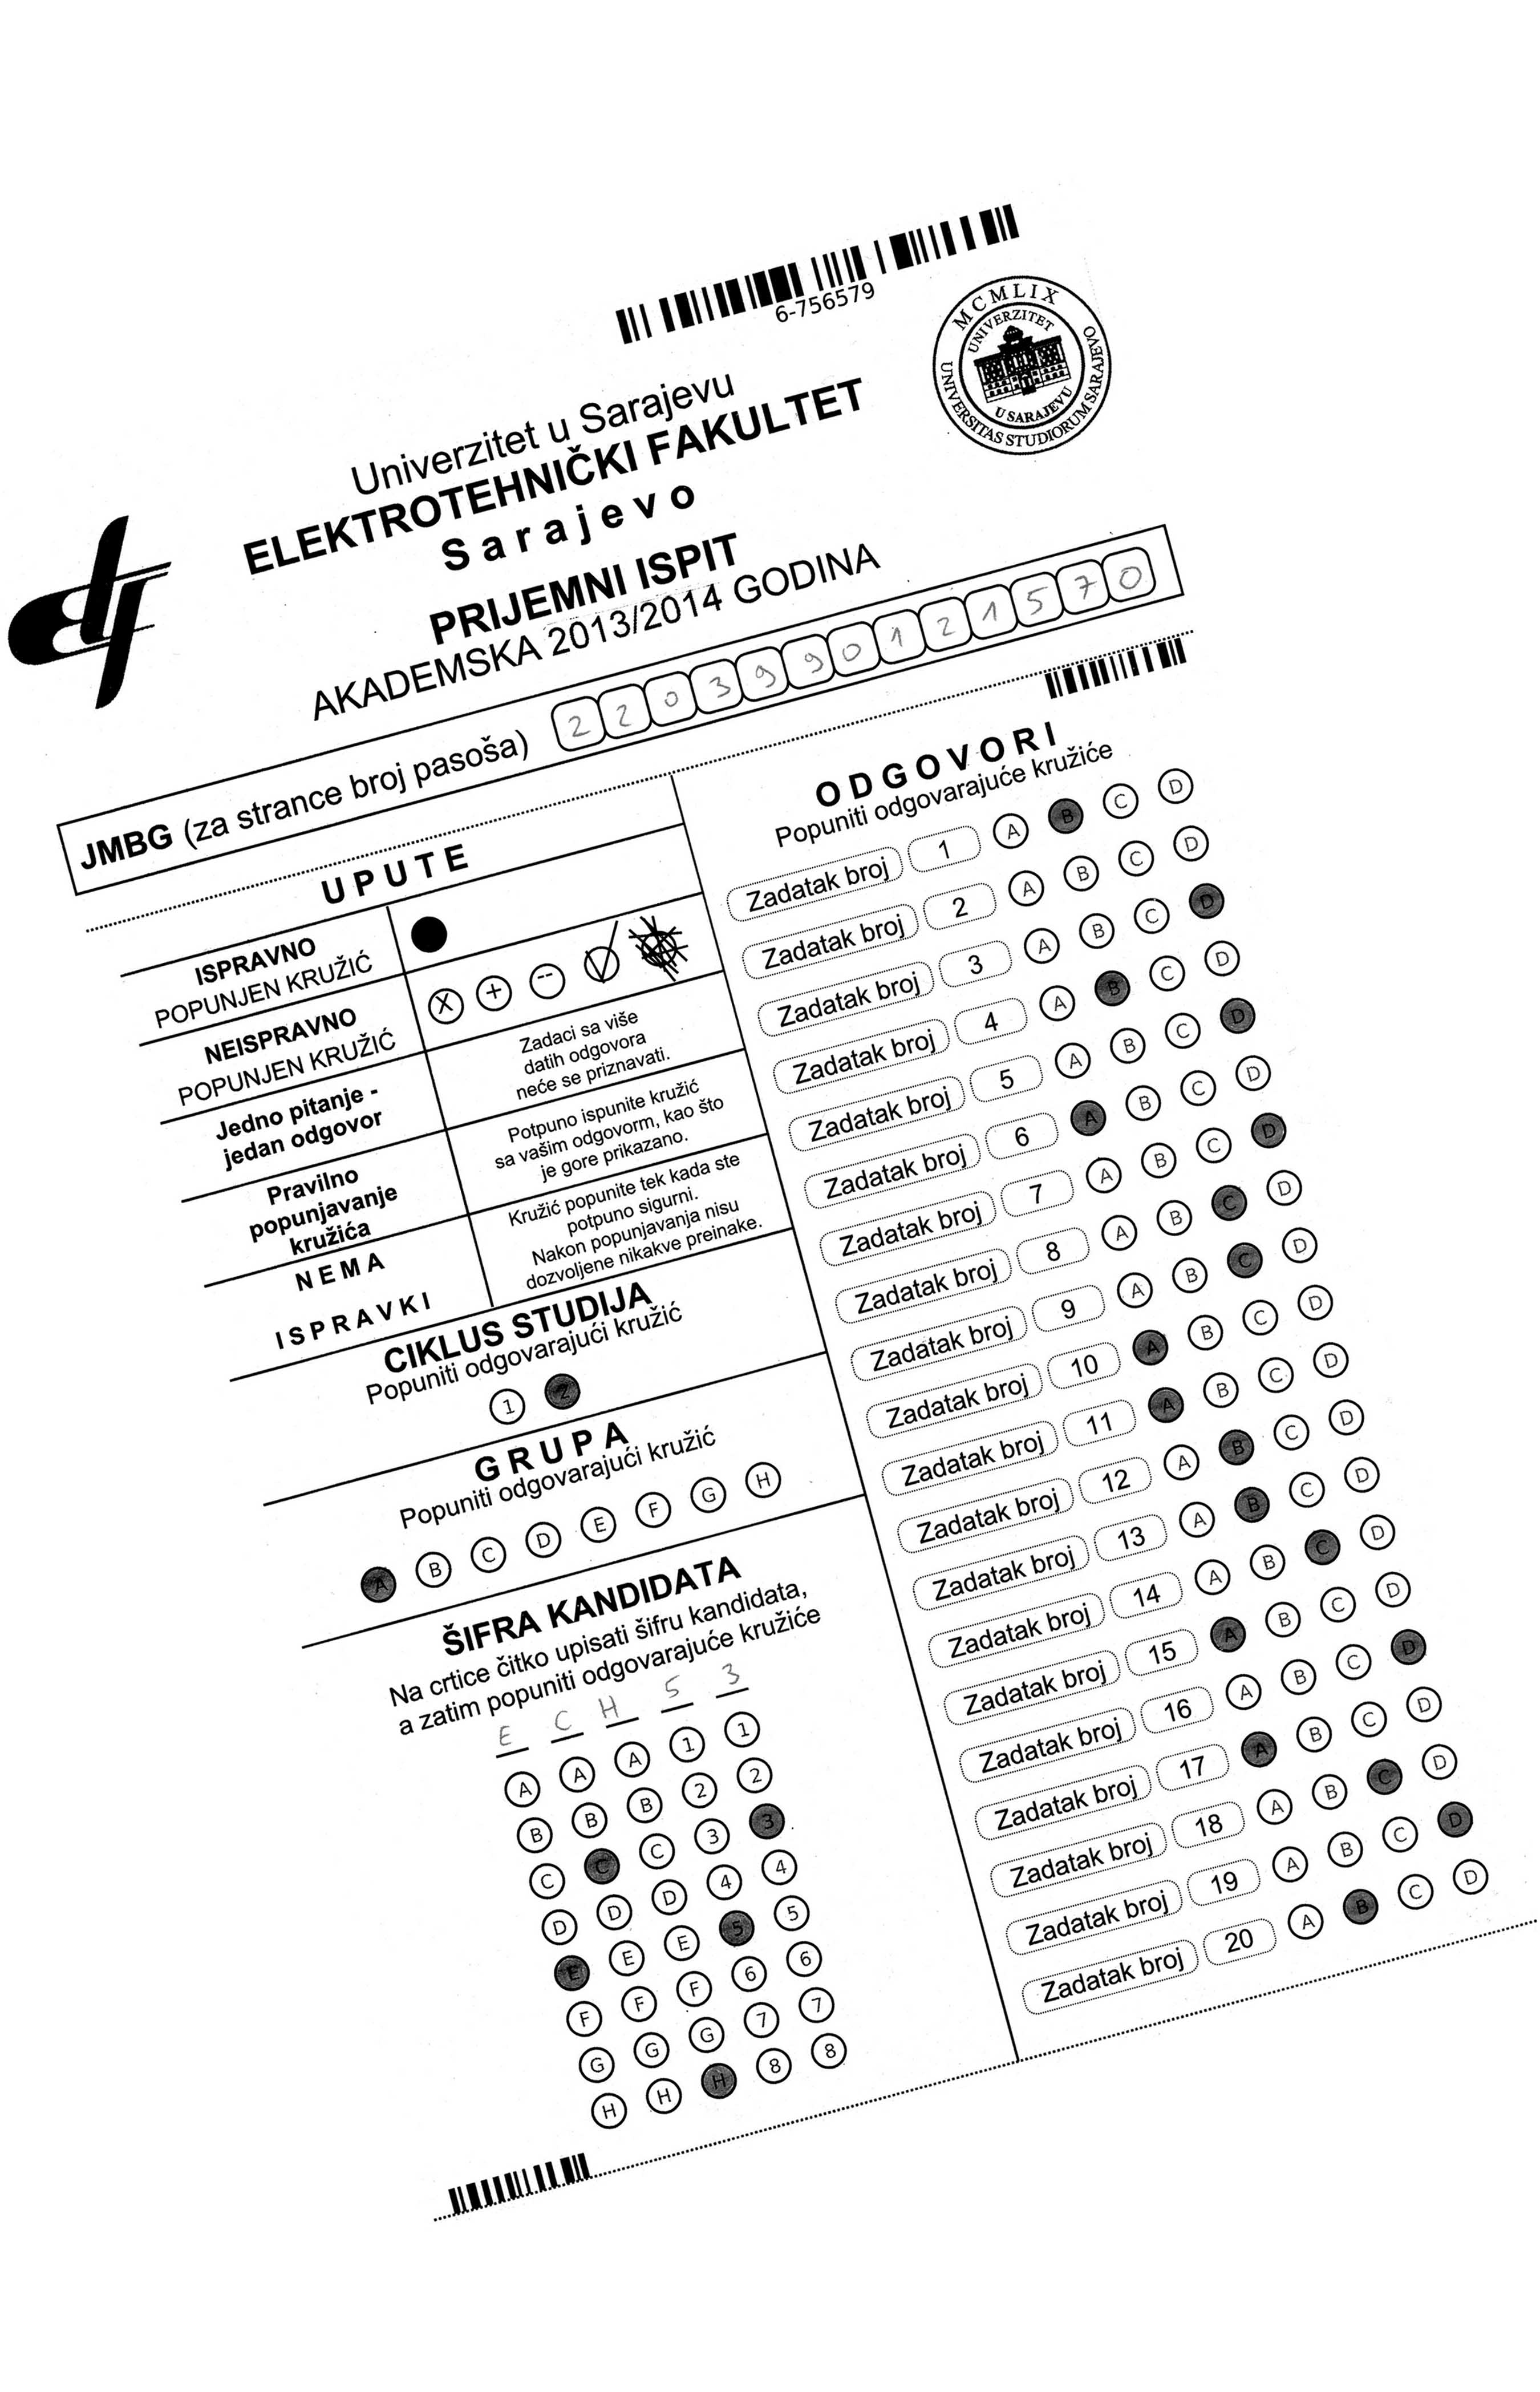 6-756579
MCMLIX
UNIVERZITET
U SARAJEVU
UNIVERSITAS STUDIORUM SARAJEVO
Univerzitet u Sarajevu
ELEKTROTEHNIČKI FAKULTET
Sarajevo
PRIJEMNI ISPIT
AKADEMSKA 2013/2014 GODINA
JMBG (za strance broj pasoša) 2 2 0 3 9 9 0 1 2 1 5 7 0
UPUTE
ISPRAVNO
POPUNJEN KRUŽIĆ
NEISPRAVNO
POPUNJEN KRUŽIĆ
X + --
Jedno pitanje -
jedan odgovor
Zadaci sa više
datih odgovora
neće se priznavati.
Pravilno
popunjavanje
kružića
Potpuno ispunite kružić
sa vašim odgovorm, kao što
je gore prikazano.
NEMA
ISPRAVKI
Kružić popunite tek kada ste
potpuno sigurni.
Nakon popunjavanja nisu
dozvoljene nikakve preinake.
CIKLUS STUDIJA
Popuniti odgovarajući kružić
1 2
GRUPA
Popuniti odgovarajući kružić
A B C D E F G H
ŠIFRA KANDIDATA
Na crtice čitko upisati šifru kandidata,
a zatim popuniti odgovarajuće kružiće
E C H 5 3
A A A 1 1
B B B 2 2
C C C 3 3
D D D 4 4
E E E 5 5
F F F 6 6
G G G 7 7
H H H 8 8
ODGOVORI
Popuniti odgovarajuće kružiće
Zadatak broj 1 A B C D
Zadatak broj 2 A B C D
Zadatak broj 3 A B C D
Zadatak broj 4 A B C D
Zadatak broj 5 A B C D
Zadatak broj 6 A B C D
Zadatak broj 7 A B C D
Zadatak broj 8 A B C D
Zadatak broj 9 A B C D
Zadatak broj 10 A B C D
Zadatak broj 11 A B C D
Zadatak broj 12 A B C D
Zadatak broj 13 A B C D
Zadatak broj 14 A B C D
Zadatak broj 15 A B C D
Zadatak broj 16 A B C D
Zadatak broj 17 A B C D
Zadatak broj 18 A B C D
Zadatak broj 19 A B C D
Zadatak broj 20 A B C D